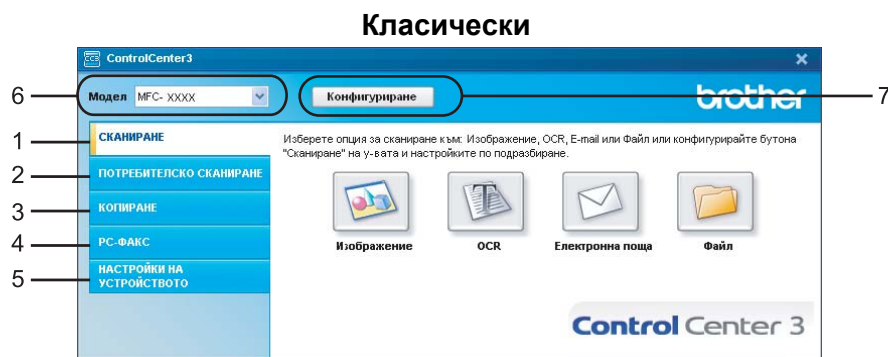 Класически
ControlCenter3
6
Модел MFC- XXXX
Конфигуриране
7
brother
1
СКАНИРАНЕ
Изберете опция за сканиране към: Изображение, OCR, E-mail или Файл или конфигурирайте бутона
"Сканиране" на у-вата и настройките по подразбиране.
2
ПОТРЕБИТЕЛСКО СКАНИРАНЕ
3
КОПИРАНЕ
4
PC-ФАКС
Изображение
OCR
Електронна поща
Файл
5
НАСТРОЙКИ НА
УСТРОЙСТВОТО
Control Center 3